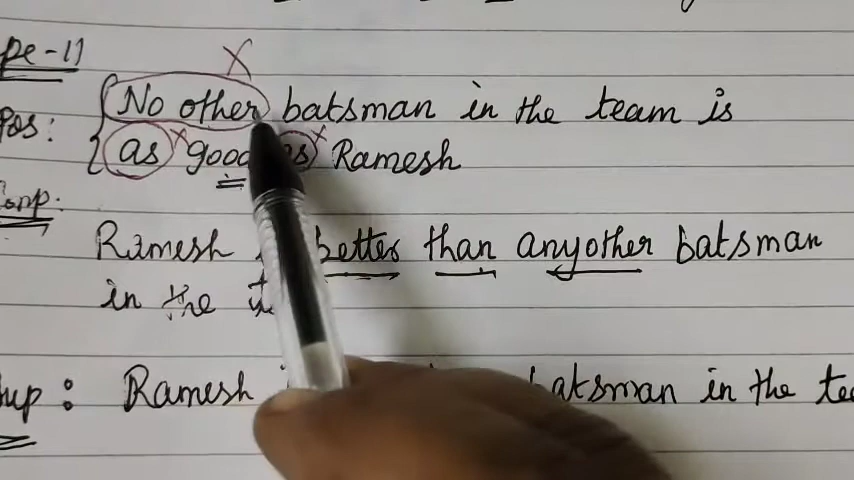 pe-11
Pos: No other batsman in the team is
as good as Ramesh
Comp:
Ramesh better than anyother batsman
in the
Sup: Ramesh batsman in the tea